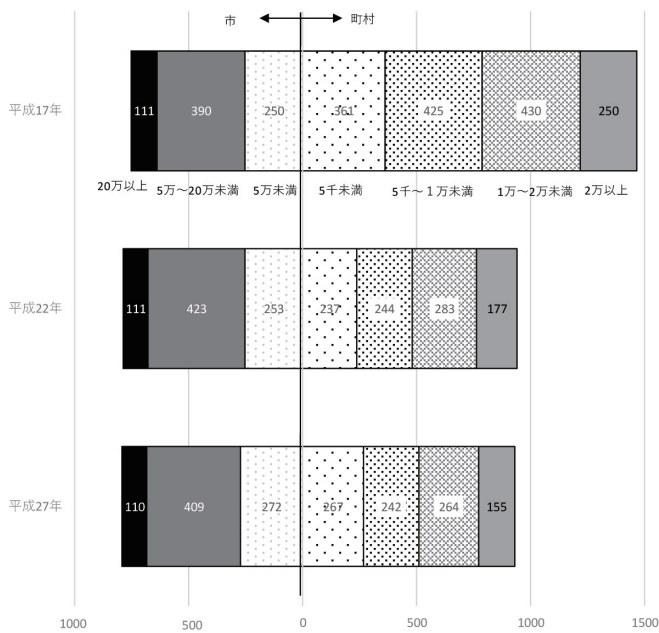 市 町村
平成17年 111 390 250 361 425 430 250
20万以上 5万～20万未満 5万未満 5千未満 5千～1万未満 1万～2万未満 2万以上
平成22年 111 423 253 237 244 283 177
平成27年 110 409 272 267 242 264 155
1000 500 0 500 1000 1500